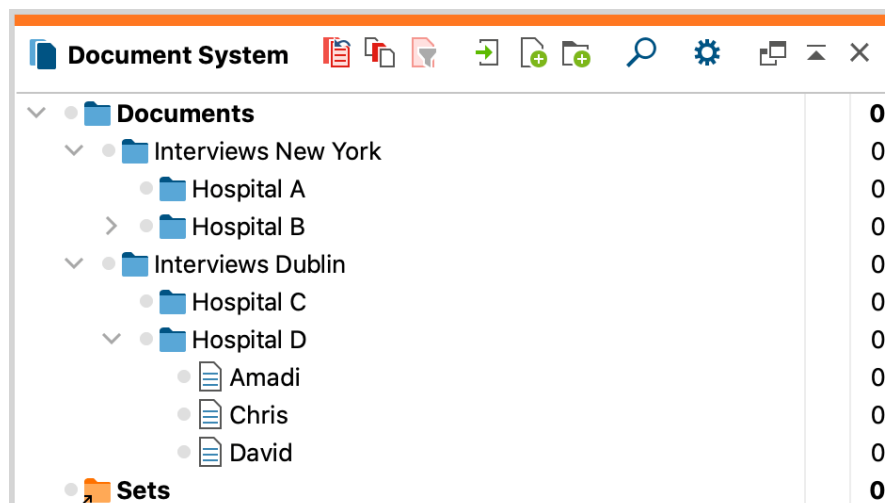 Document System
Documents 0
Interviews New York 0
Hospital A 0
Hospital B 0
Interviews Dublin 0
Hospital C 0
Hospital D 0
Amadi 0
Chris 0
David 0
Sets 0